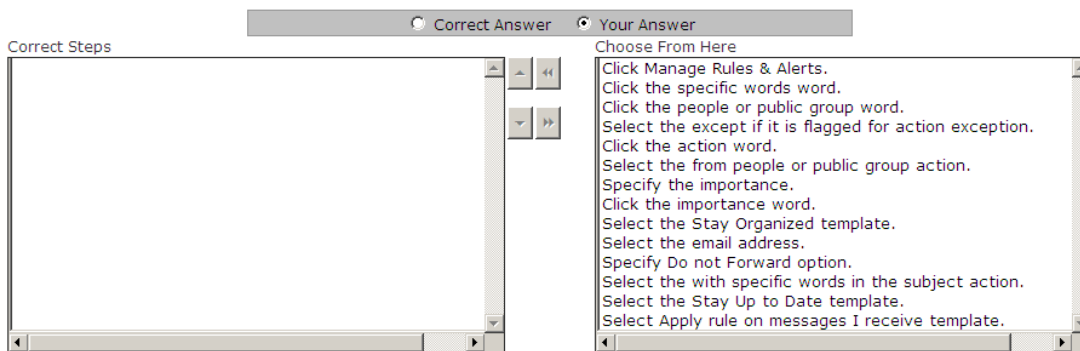 Correct Answer Your Answer
Correct Steps
Choose From Here
Click Manage Rules & Alerts.
Click the specific words word.
Click the people or public group word.
Select the except if it is flagged for action exception.
Click the action word.
Select the from people or public group action.
Specify the importance.
Click the importance word.
Select the Stay Organized template.
Select the email address.
Specify Do not Forward option.
Select the with specific words in the subject action.
Select the Stay Up to Date template.
Select Apply rule on messages I receive template.